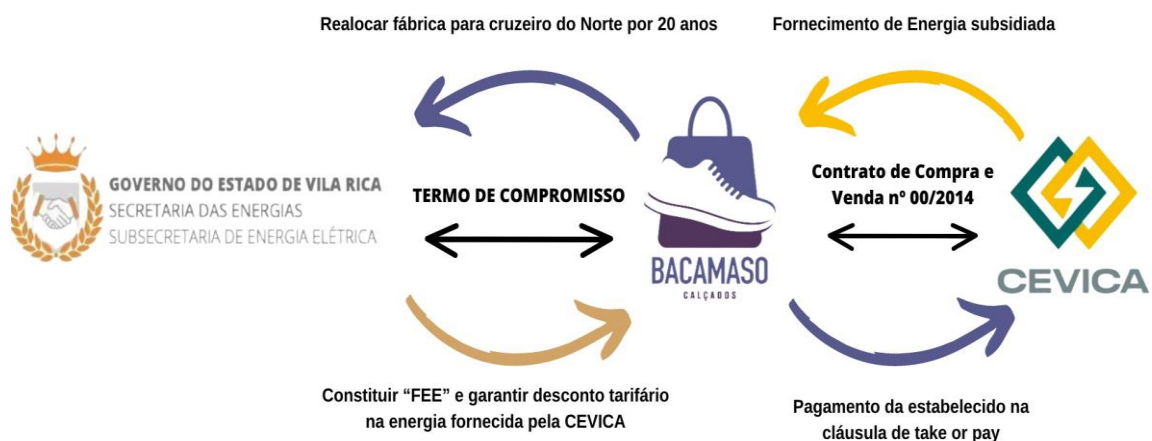 Realocar fábrica para cruzeiro do Norte por 20 anos
Fornecimento de Energia subsidiada
GOVERNO DO ESTADO DE VILA RICA
SECRETARIA DAS ENERGIAS
SUBSECRETARIA DE ENERGIA ELÉTRICA
TERMO DE COMPROMISSO
BACAMASO
CALÇADOS
Contrato de Compra e
Venda nº 00/2014
CEVICA
Constituir “FEE” e garantir desconto tarifário
na energia fornecida pela CEVICA
Pagamento da estabelecido na
cláusula de take or pay